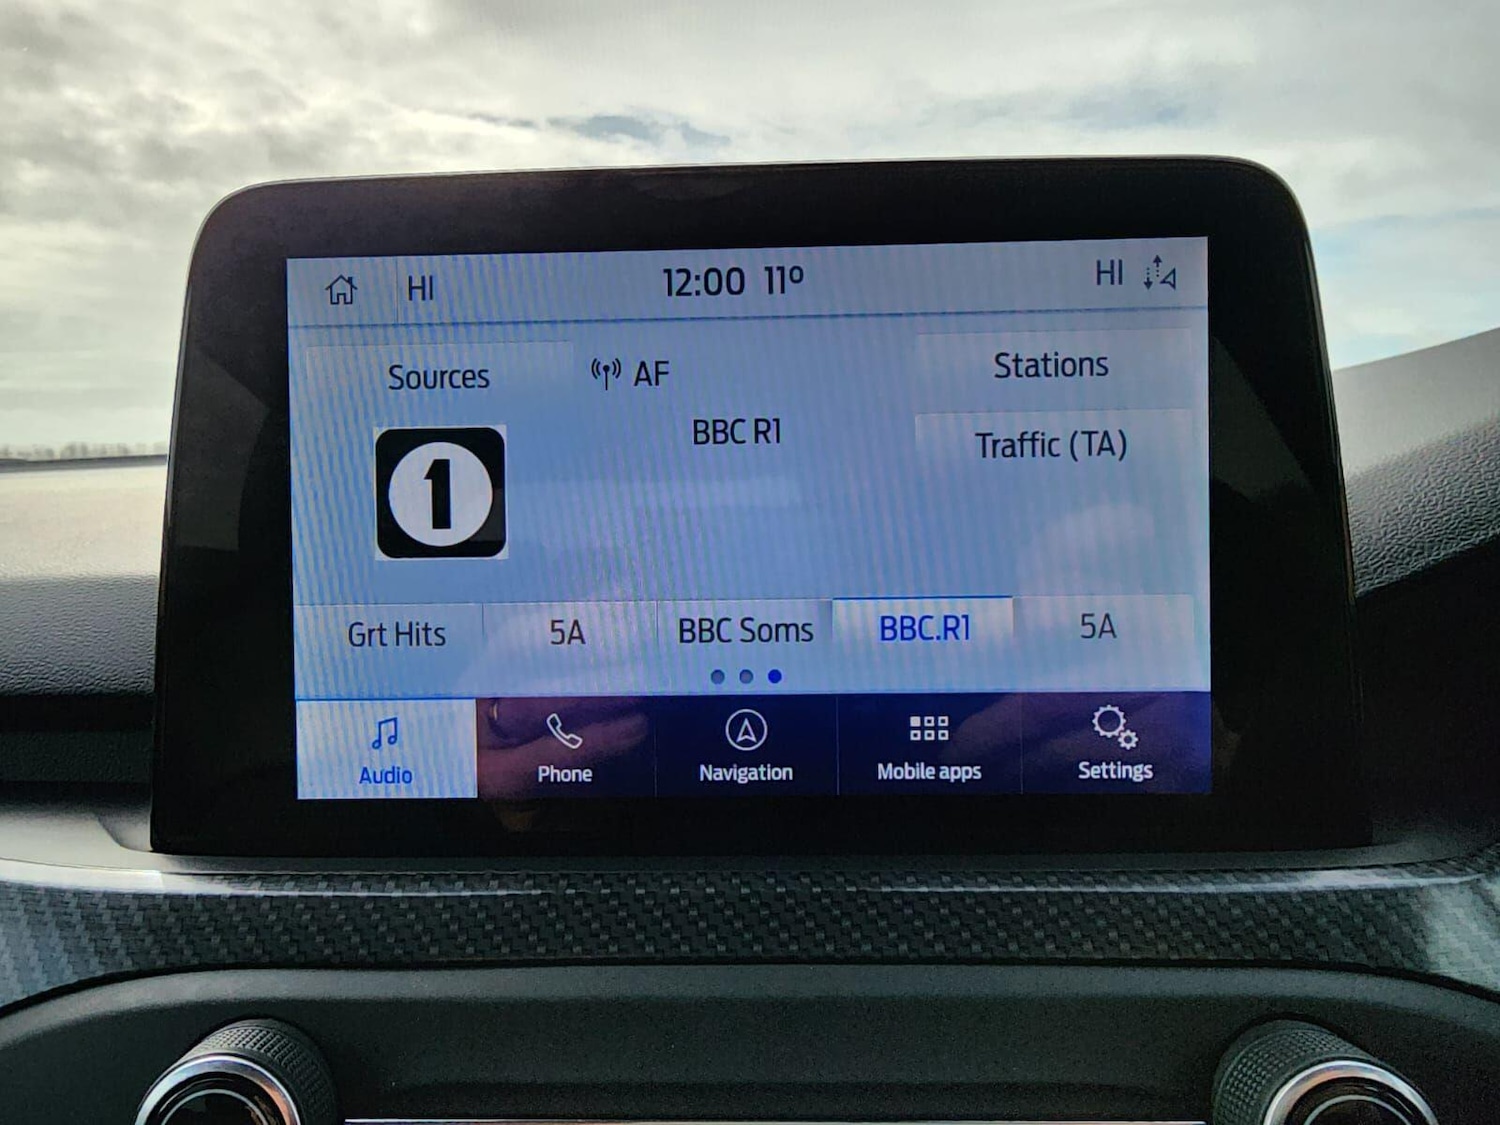 HI
12:00 11º
HI
Sources
AF
Stations
BBC R1
Traffic (TA)
1
Grt Hits
5A
BBC Soms
BBC.R1
5A
Audio
Phone
Navigation
Mobile apps
Settings